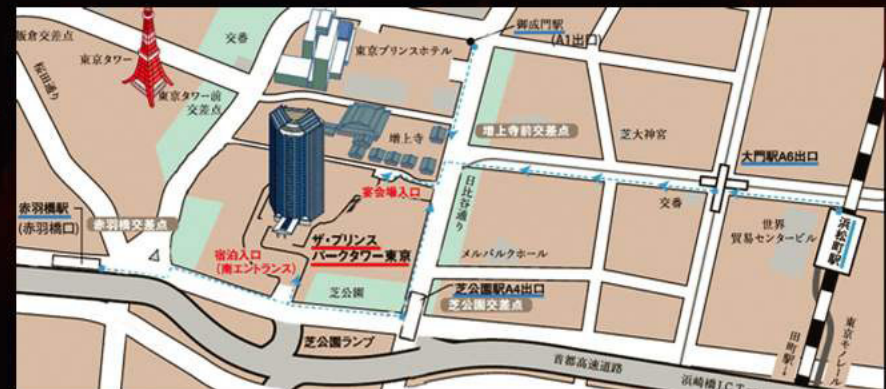 御成門駅
(A1出口)
飯倉交差点
交番
東京プリンスホテル
桜田通り
東京タワー
東京タワー前
交差点
増上寺
増上寺前交差点
芝大神宮
大門駅A6出口
宴会場入口
日比谷通り
交番
赤羽橋駅
(赤羽橋口)
赤羽橋交差点
世界
貿易センタービル
浜松町駅
ザ・プリンス
パークタワー東京
宿泊入口
(南エントランス)
メルパルクホール
芝公園
芝公園駅A4出口
芝公園交差点
芝公園ランプ
首都高速道路
浜崎橋J.C.T
田町駅→
東京モノレール